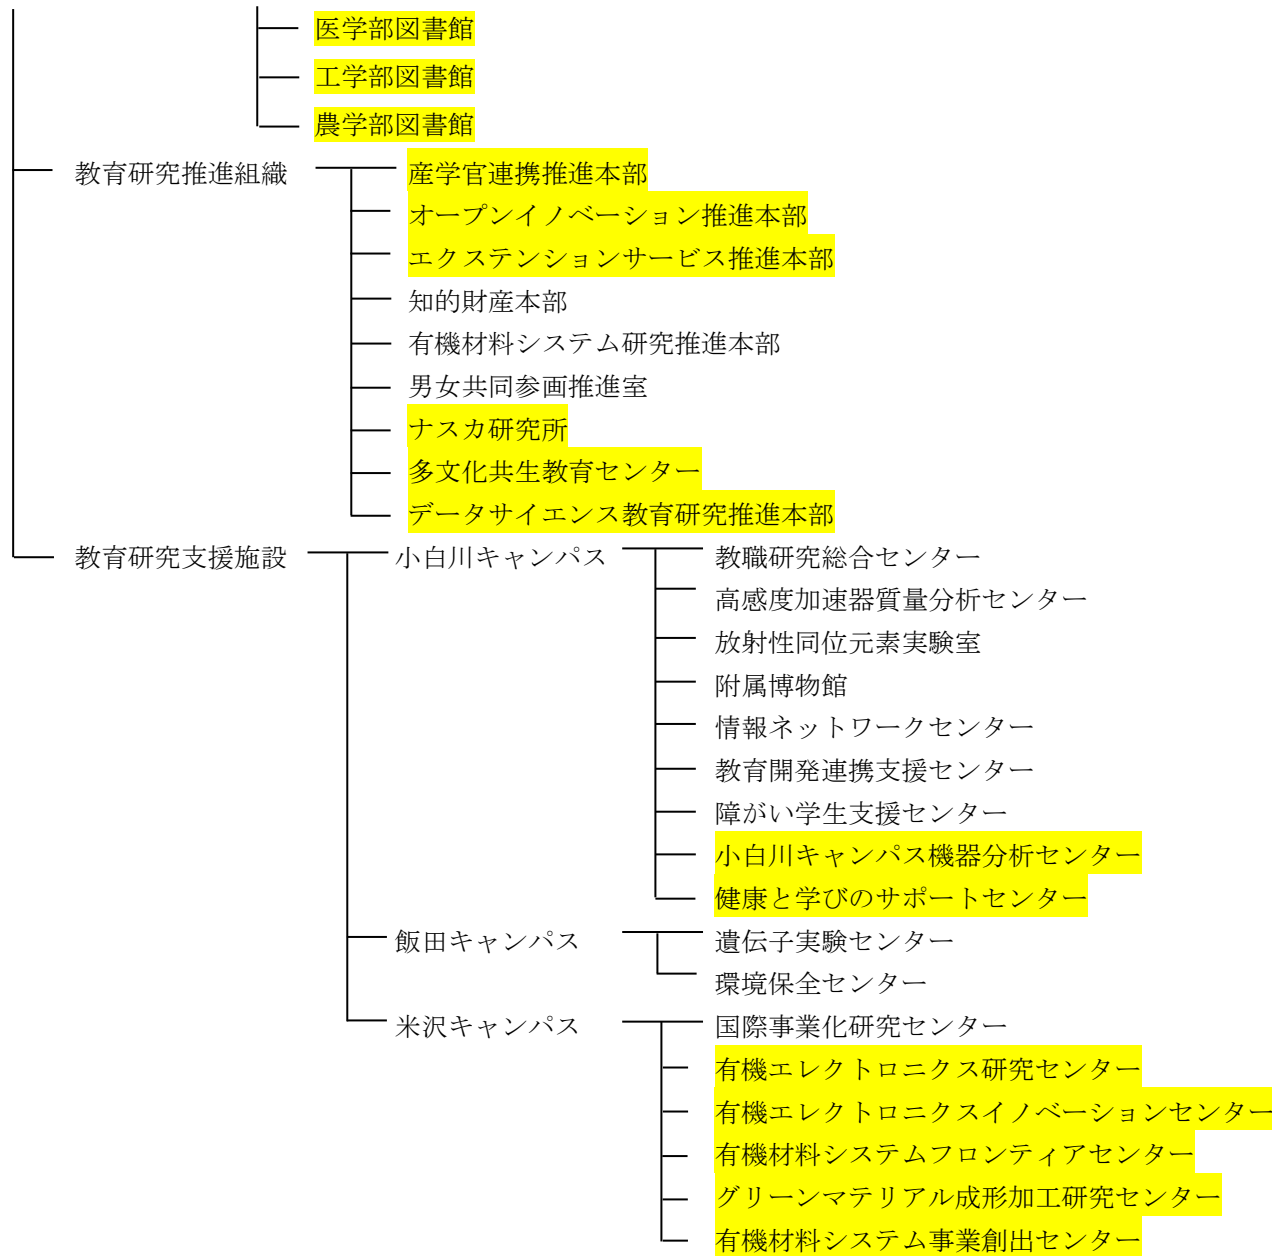 医学部図書館
工学部図書館
農学部図書館
教育研究推進組織 産学官連携推進本部
オープンイノベーション推進本部
エクステンションサービス推進本部
知的財産本部
有機材料システム研究推進本部
男女共同参画推進室
ナスカ研究所
多文化共生教育センター
データサイエンス教育研究推進本部
教育研究支援施設 小白川キャンパス 教職研究総合センター
高感度加速器質量分析センター
放射性同位元素実験室
附属博物館
情報ネットワークセンター
教育開発連携支援センター
障がい学生支援センター
小白川キャンパス機器分析センター
健康と学びのサポートセンター
飯田キャンパス 遺伝子実験センター
環境保全センター
米沢キャンパス 国際事業化研究センター
有機エレクトロニクス研究センター
有機エレクトロニクスイノベーションセンター
有機材料システムフロンティアセンター
グリーンマテリアル成形加工研究センター
有機材料システム事業創出センター